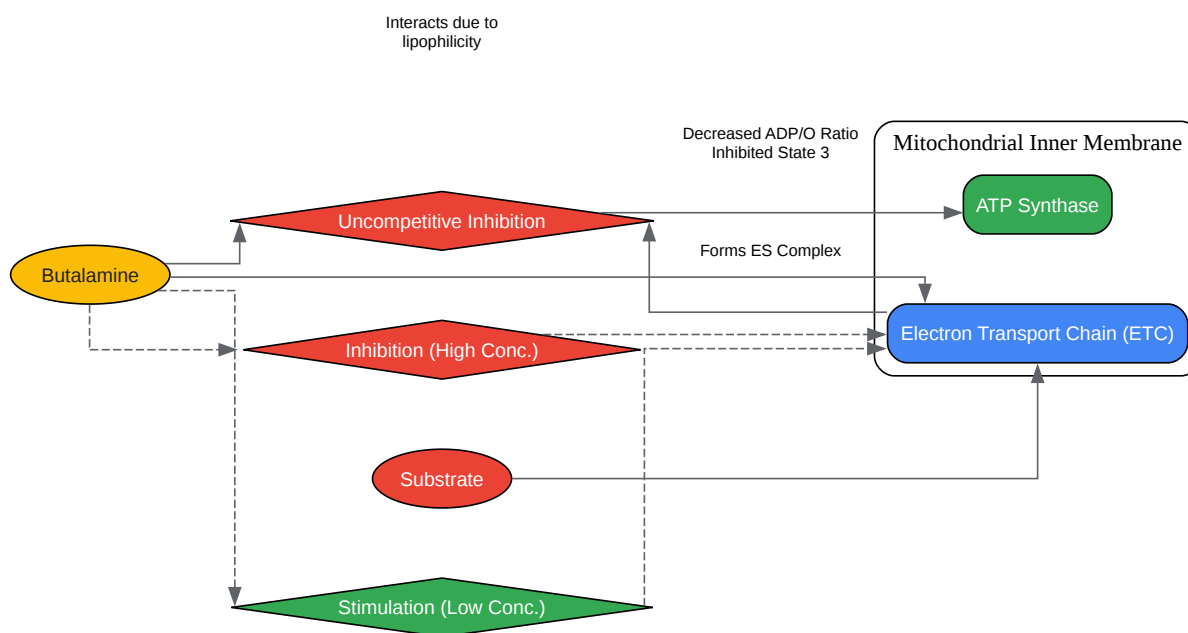 Interacts due to
lipophilicity
Decreased ADP/O Ratio
Inhibited State 3
Mitochondrial Inner Membrane
ATP Synthase
Uncompetitive Inhibition
Forms ES Complex
Butalamine
Electron Transport Chain (ETC)
Inhibition (High Conc.)
Substrate
Stimulation (Low Conc.)